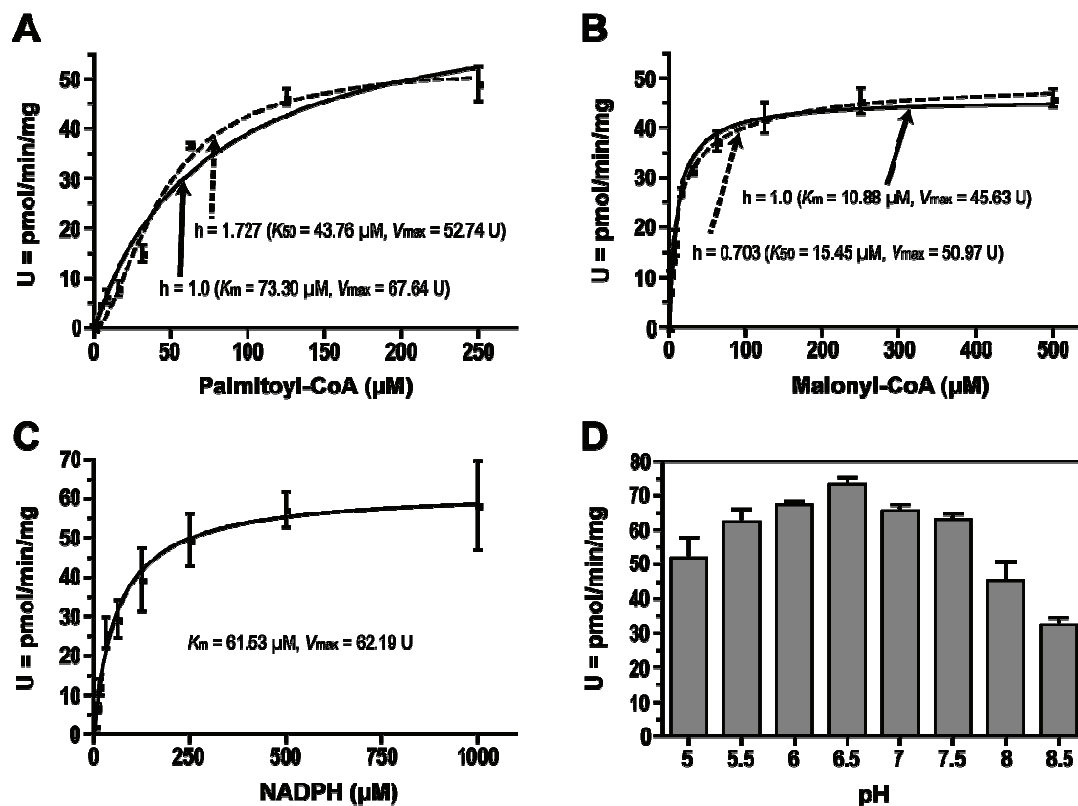 A
U = pmol/min/mg
50
40
30
20
10
0
h = 1.727 (K50 = 43.76 µM, Vmax = 52.74 U)
h = 1.0 (Km = 73.30 µM, Vmax = 67.64 U)
0 50 100 150 200 250
Palmitoyl-CoA (µM)
B
U = pmol/min/mg
50
40
30
20
10
0
h = 1.0 (Km = 10.88 µM, Vmax = 45.63 U)
h = 0.703 (K50 = 15.45 µM, Vmax = 50.97 U)
0 100 200 300 400 500
Malonyl-CoA (µM)
C
U = pmol/min/mg
70
60
50
40
30
20
10
0
Km = 61.53 µM, Vmax = 62.19 U
0 250 500 750 1000
NADPH (µM)
D
U = pmol/min/mg
80
70
60
50
40
30
20
10
0
5 5.5 6 6.5 7 7.5 8 8.5
pH